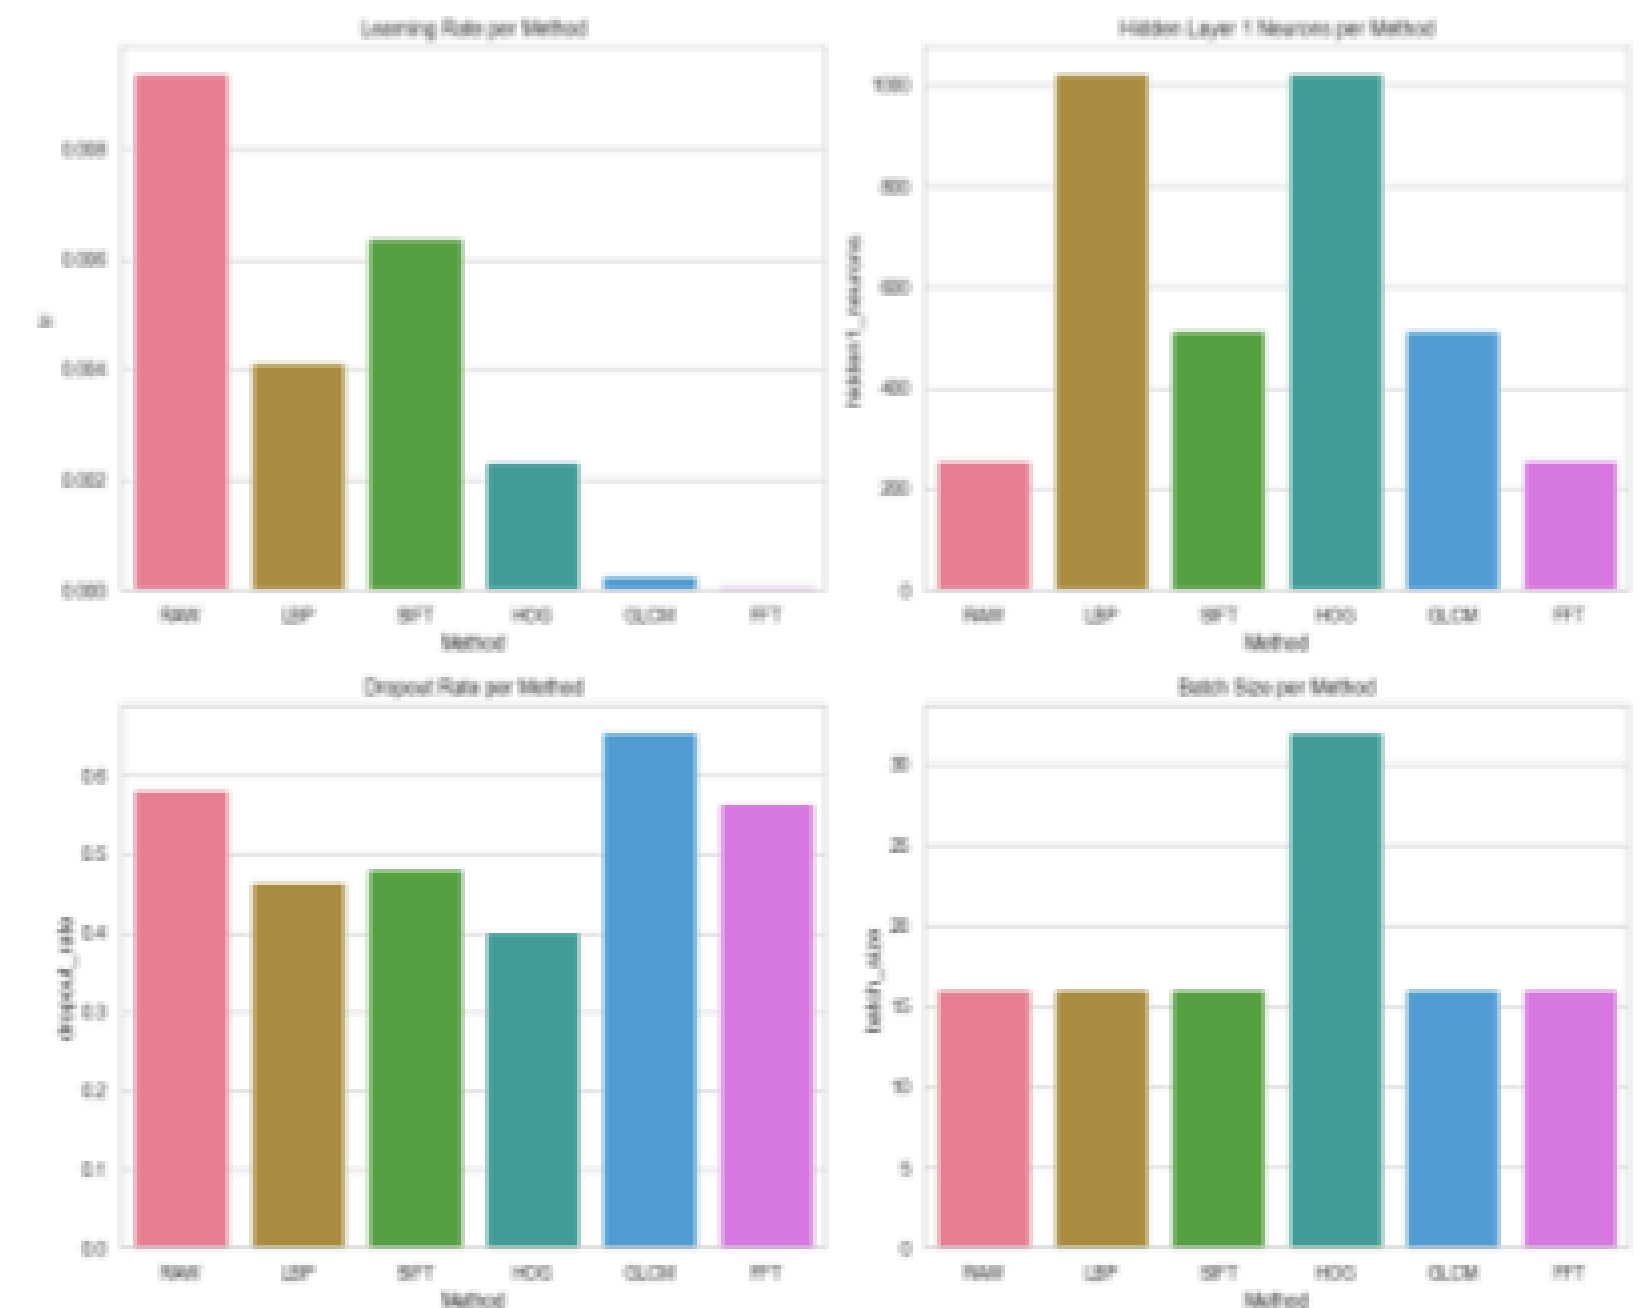 Learning Rate per Method
0.008
0.006
0.004
0.002
0.000
lr
RAW LBP SIFT HOG GLCM FFT
Method
Hidden Layer 1 Neurons per Method
1000
800
600
400
200
0
hidden1_neurons
RAW LBP SIFT HOG GLCM FFT
Method
Dropout Rate per Method
0.6
0.5
0.4
0.3
0.2
0.1
0.0
dropout_rate
RAW LBP SIFT HOG GLCM FFT
Method
Batch Size per Method
30
25
20
15
10
5
0
batch_size
RAW LBP SIFT HOG GLCM FFT
Method